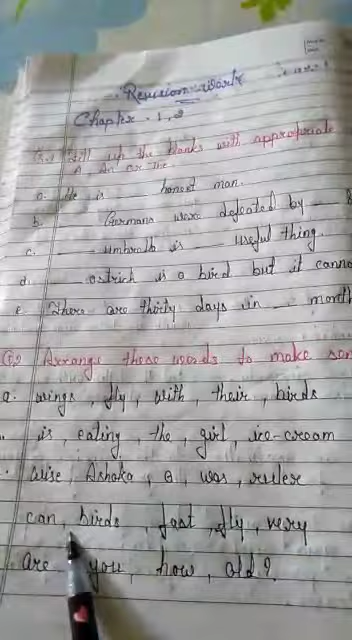 Revision work
Chapter - 1, 2
Q.1 Fill up the blanks with appropriate
A, An or The
a. He is ___ honest man.
b. ___ Germans were defeated by ___
c. ___ umbrella is ___ useful thing.
d. ___ ostrich is a bird but it canno
e. There are thirty days in ___ month
Q.2 Arrange these words to make sen
a. wings, fly, with, their, birds
is, eating, the, girl, ice-cream
wise, Ashoka, a, was, ruler
can, birds, fast, fly, very
are you, how, old?